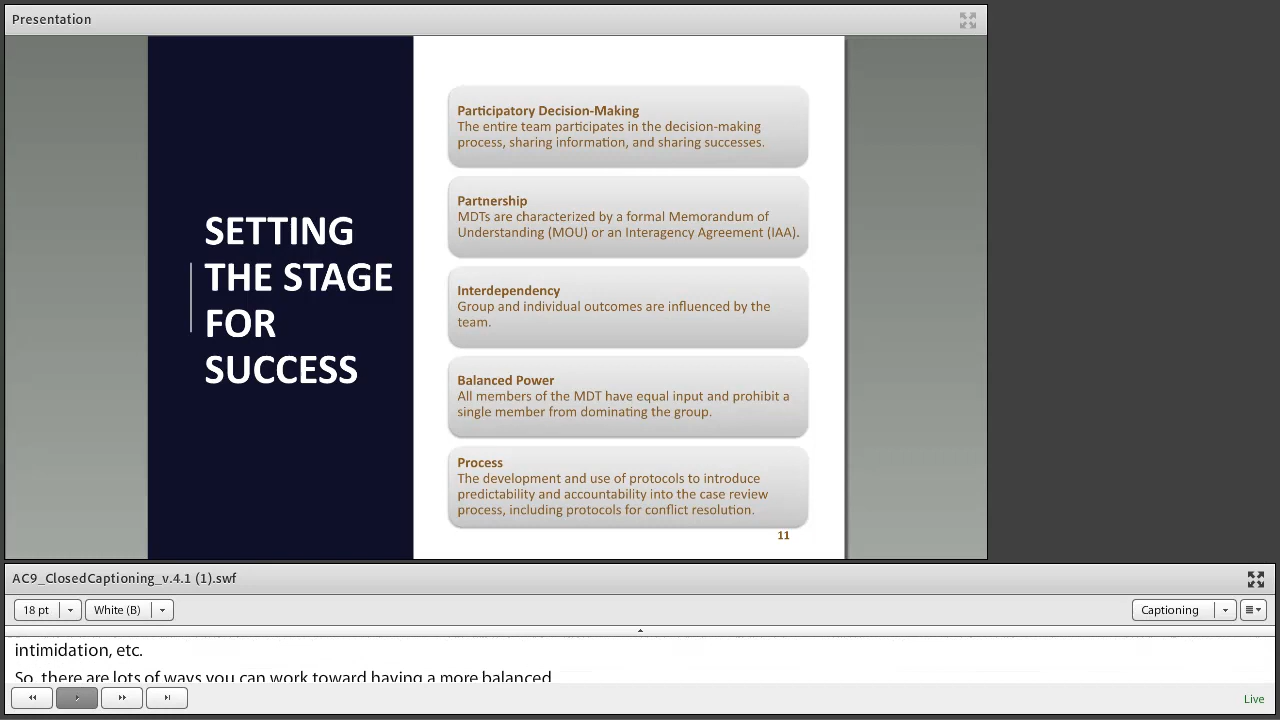 Presentation
SETTING
THE STAGE
FOR
SUCCESS
Participatory Decision-Making
The entire team participates in the decision-making
process, sharing information, and sharing successes.
Partnership
MDTs are characterized by a formal Memorandum of
Understanding (MOU) or an Interagency Agreement (IAA).
Interdependency
Group and individual outcomes are influenced by the
team.
Balanced Power
All members of the MDT have equal input and prohibit a
single member from dominating the group.
Process
The development and use of protocols to introduce
predictability and accountability into the case review
process, including protocols for conflict resolution.
11
AC9_ClosedCaptioning_v.4.1 (1).swf
18 pt
White (B)
Captioning
intimidation, etc.
So, there are lots of ways you can work toward having a more balanced
Live